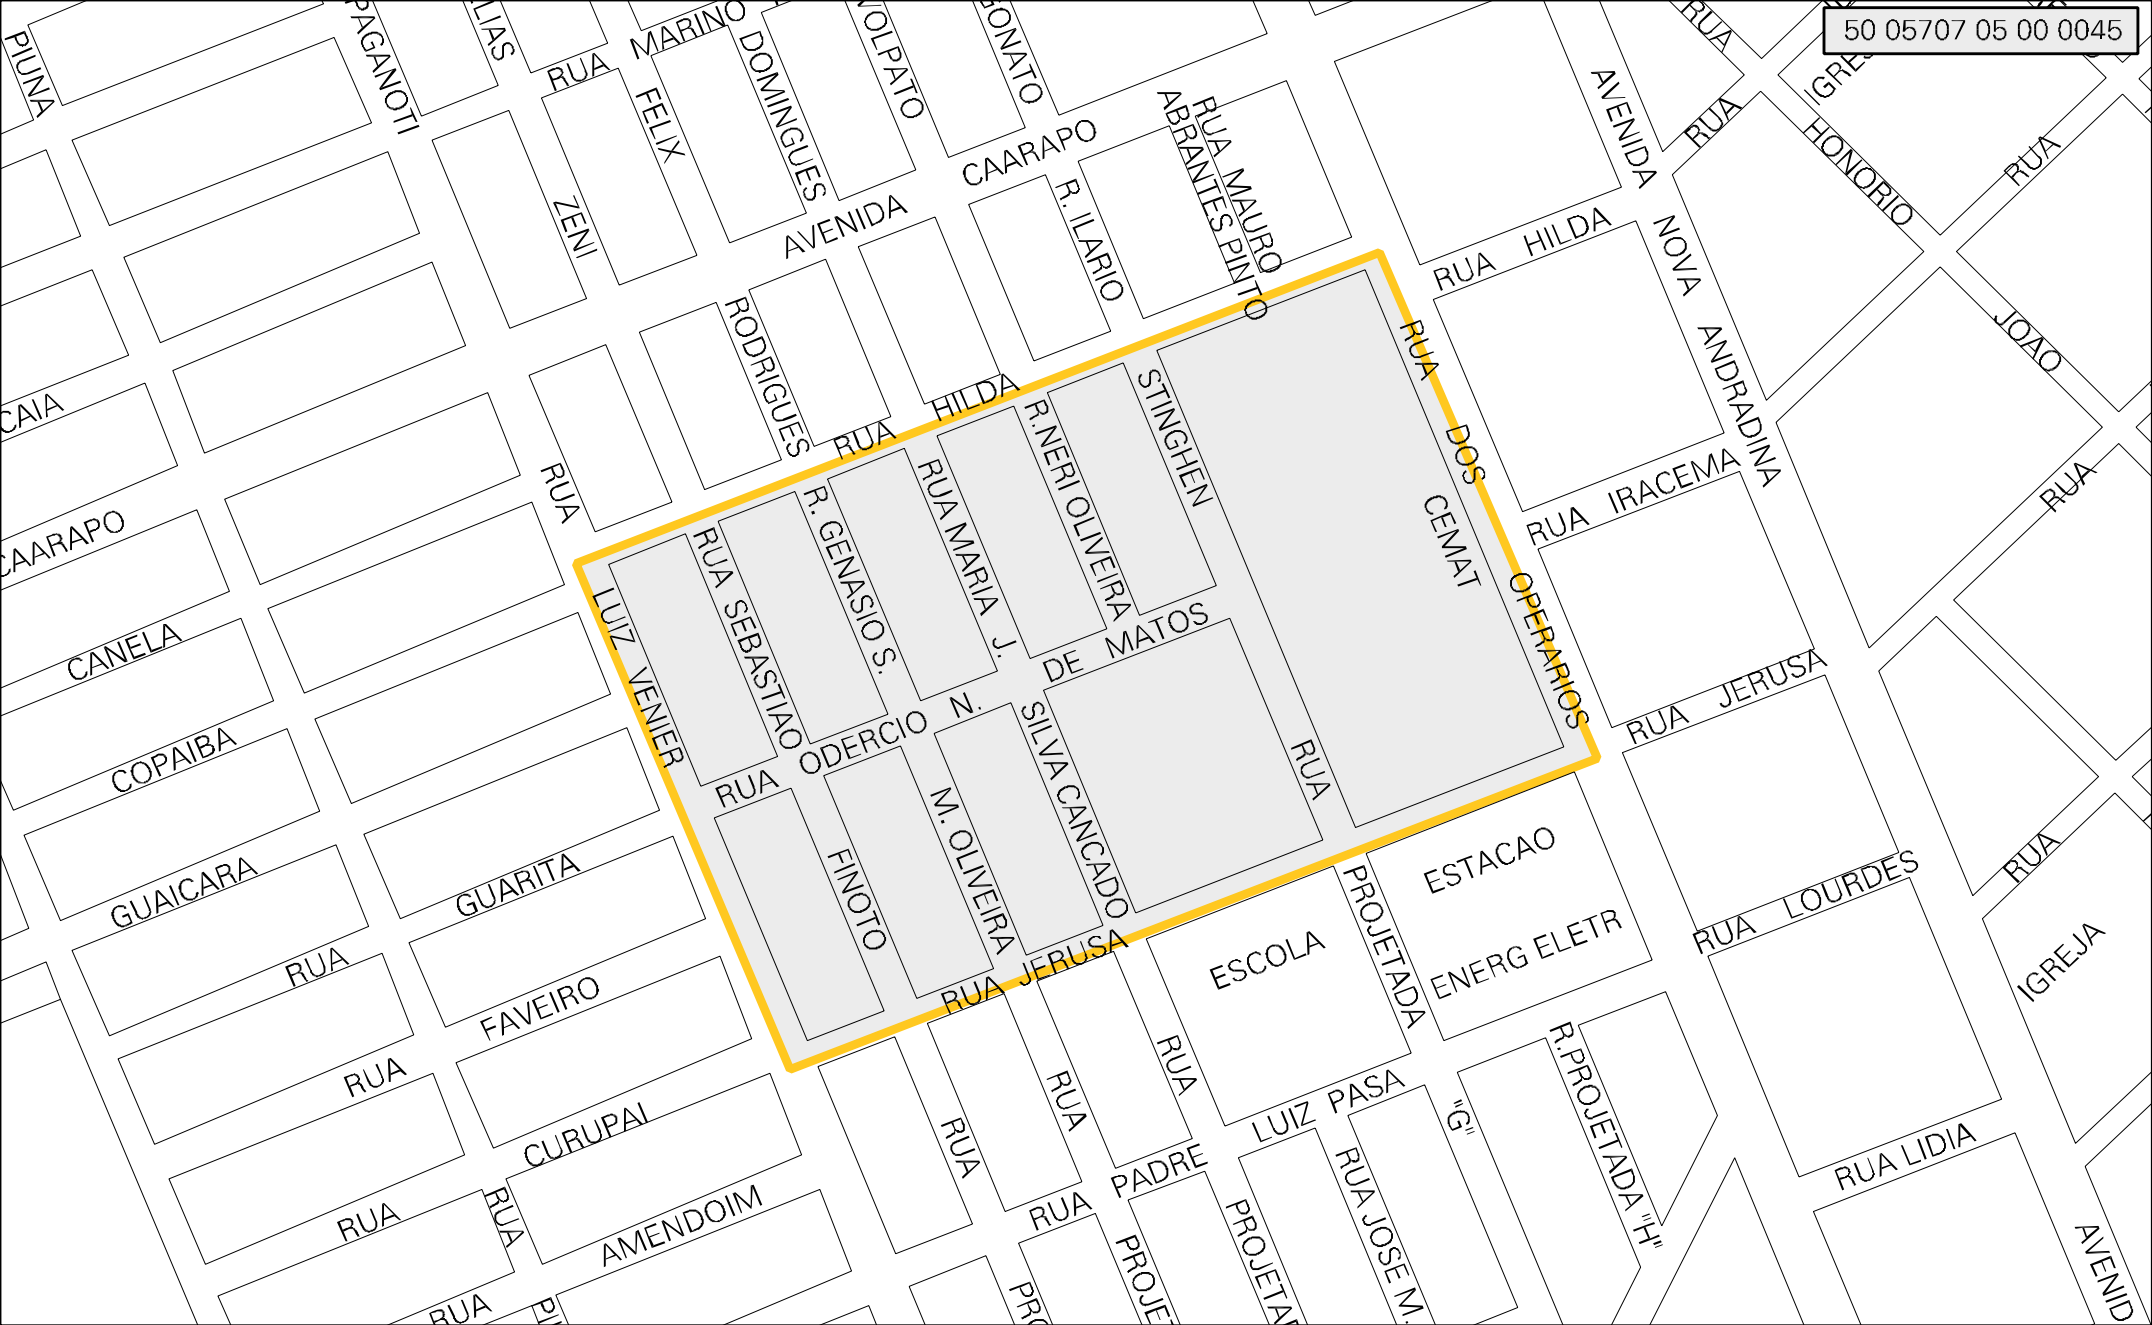 50 05707 05 00 0045
PIUNA
PAGANOTI
RUA MARINO
FELIX
DOMINGUES
VOLPATO
GONATO
ZENI
AVENIDA CAARAPO
R. ILARIO
RUA MAURO
ABRANTES PINTO
AVENIDA NOVA ANDRADINA
RUA
RUA
HONORIO
RUA
JOAO
RUA
RUA HILDA
RODRIGUES
RUA HILDA
RUA
LUIZ VENIER
RUA SEBASTIAO
FINOTO
R. GENASIO S.
M. OLIVEIRA
RUA MARIA J.
SILVA CANCADO
R. NERI OLIVEIRA
STINGHEN
RUA
RUA DOS OPERARIOS
CEMAT
RUA ODERCIO N. DE MATOS
RUA JERUSA
RUA IRACEMA
RUA JERUSA
RUA LOURDES
RUA
IGREJA
RUA LIDIA
CAIA
CAARAPO
CANELA
COPAIBA
GUAICARA
GUARITA
RUA
FAVEIRO
RUA
CURUPAI
RUA
AMENDOIM
RUA
RUA
ESCOLA
ESTACAO
ENERG ELETR
PROJETADA
"G"
R.PROJETADA "H"
RUA
RUA
RUA
RUA PADRE LUIZ PASA
RUA JOSE M.
PROJETA
PROJET
PRO
AVENID